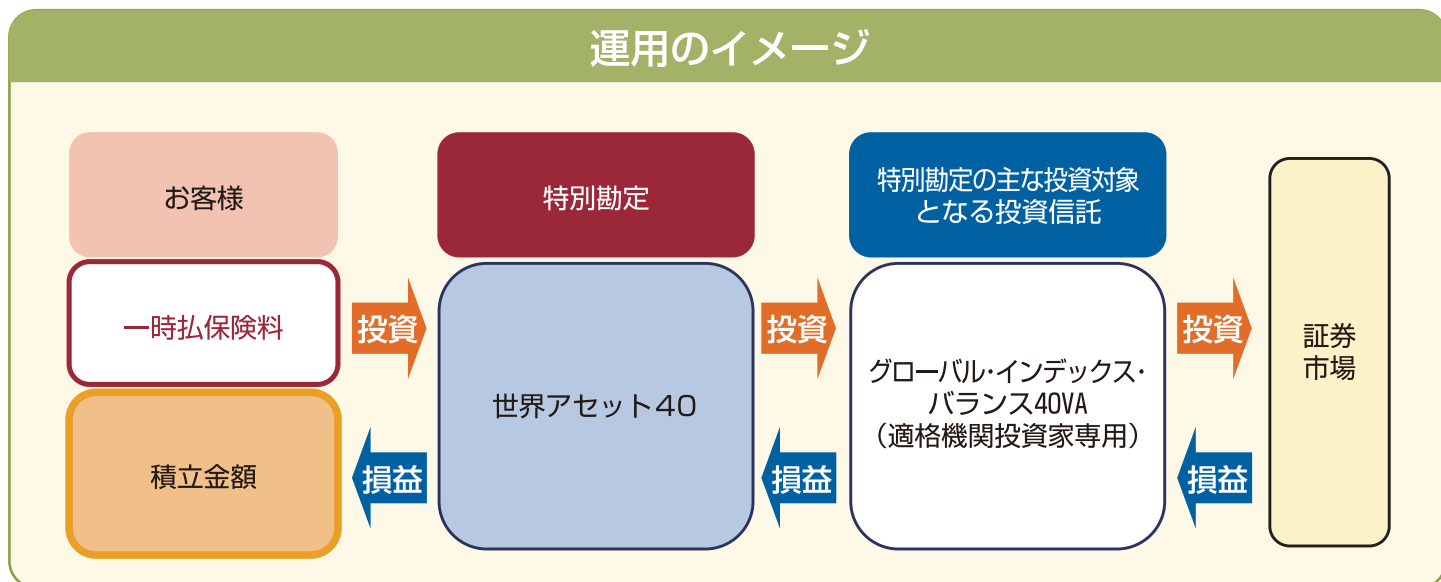 運用のイメージ
お客様
一時払保険料
積立金額
投資
損益
特別勘定
世界アセット40
投資
損益
特別勘定の主な投資対象
となる投資信託
グローバル・インデックス・
バランス40VA
（適格機関投資家専用）
投資
損益
証券
市場